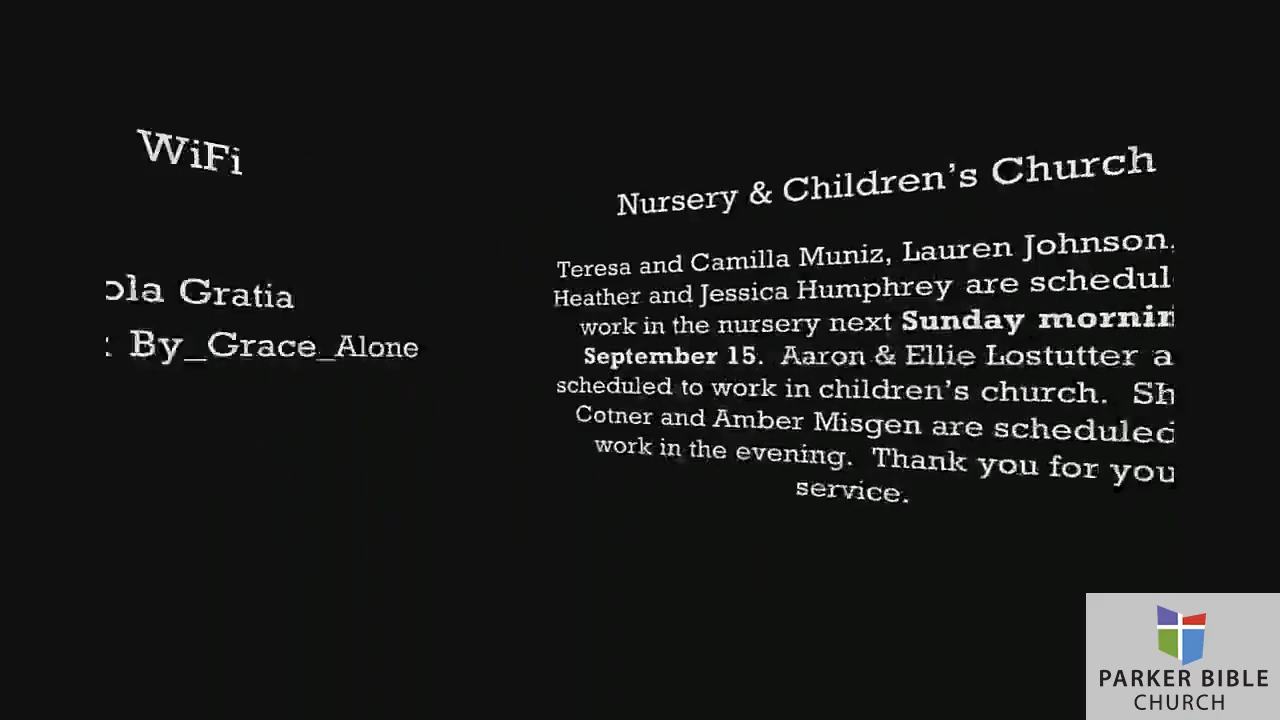 WiFi
ola Gratia
: By_Grace_Alone
Nursery & Children's Church
Teresa and Camilla Muniz, Lauren Johnson,
Heather and Jessica Humphrey are schedul
work in the nursery next Sunday mornin
September 15. Aaron & Ellie Lostutter a
scheduled to work in children's church. Sh
Cotner and Amber Misgen are scheduled
work in the evening. Thank you for you
service.
PARKER BIBLE
CHURCH